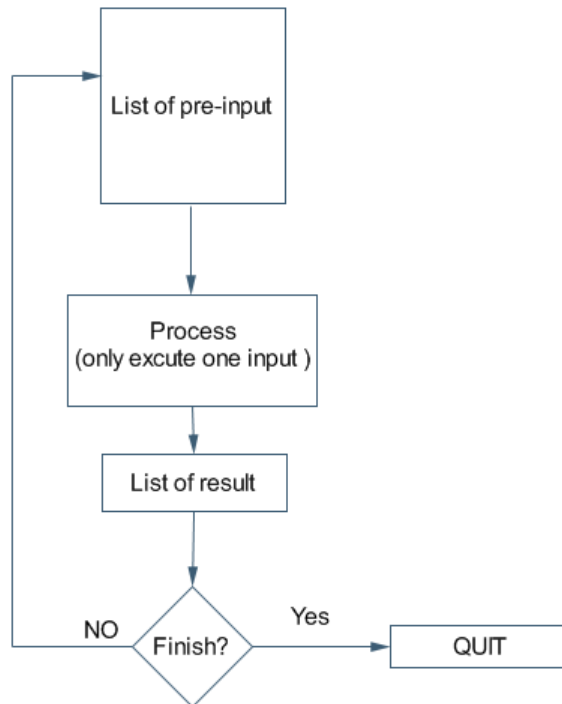 List of pre-input
Process
(only excute one input )
List of result
Finish?
NO
Yes
QUIT